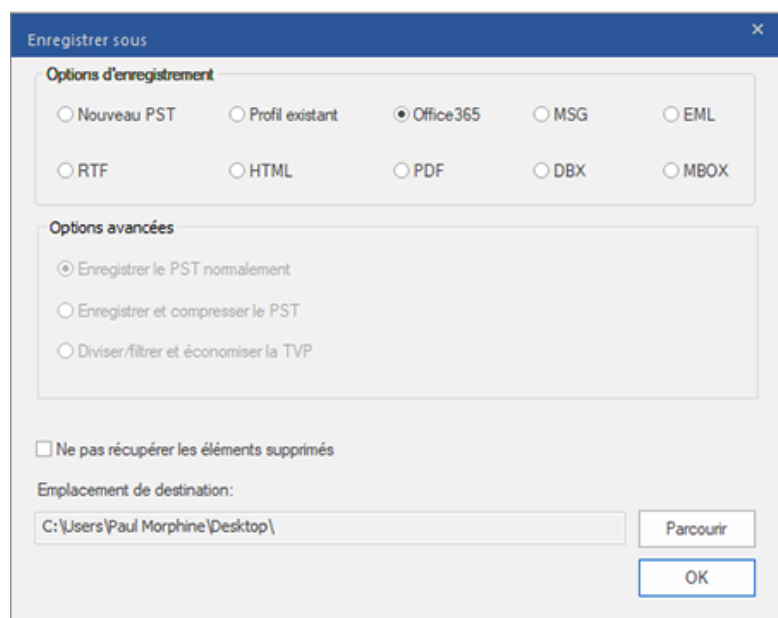 Enregistrer sous
Options d'enregistrement
Nouveau PST Profil existant Office365 MSG EML
RTF HTML PDF DBX MBOX
Options avancées
Enregistrer le PST normalement
Enregistrer et compresser le PST
Diviser/filtrer et économiser la TVP
Ne pas récupérer les éléments supprimés
Emplacement de destination:
C:\Users\Paul Morphine\Desktop\ Parcourir
OK